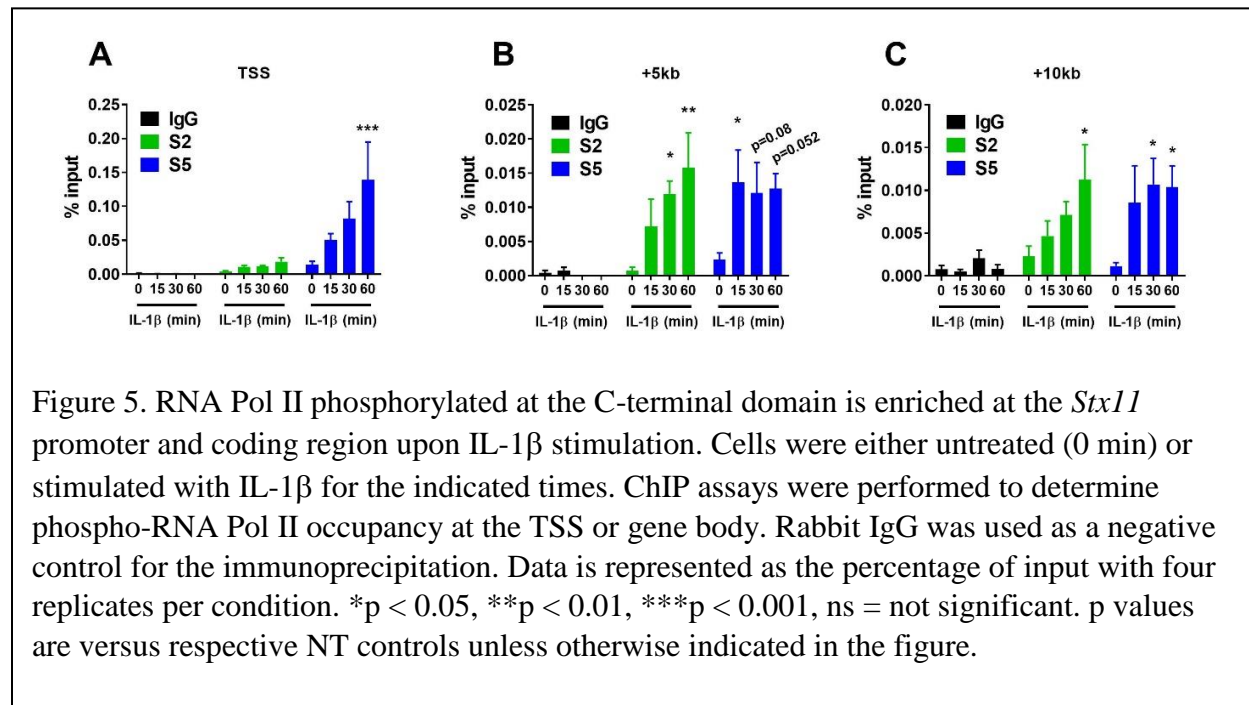 A
TSS
0.25
0.20
0.15
0.10
0.05
0.00
% input
IgG
S2
S5
***
0 15 30 60
0 15 30 60
0 15 30 60
IL-1β (min)
IL-1β (min)
IL-1β (min)
B
+5kb
0.025
0.020
0.015
0.010
0.005
0.000
% input
IgG
S2
S5
*
**
*
p=0.08
p=0.052
0 15 30 60
0 15 30 60
0 15 30 60
IL-1β (min)
IL-1β (min)
IL-1β (min)
C
+10kb
0.020
0.015
0.010
0.005
0.000
% input
IgG
S2
S5
*
*
*
0 15 30 60
0 15 30 60
0 15 30 60
IL-1β (min)
IL-1β (min)
IL-1β (min)
Figure 5. RNA Pol II phosphorylated at the C-terminal domain is enriched at the Stx11
promoter and coding region upon IL-1β stimulation. Cells were either untreated (0 min) or
stimulated with IL-1β for the indicated times. ChIP assays were performed to determine
phospho-RNA Pol II occupancy at the TSS or gene body. Rabbit IgG was used as a negative
control for the immunoprecipitation. Data is represented as the percentage of input with four
replicates per condition. *p < 0.05, **p < 0.01, ***p < 0.001, ns = not significant. p values
are versus respective NT controls unless otherwise indicated in the figure.